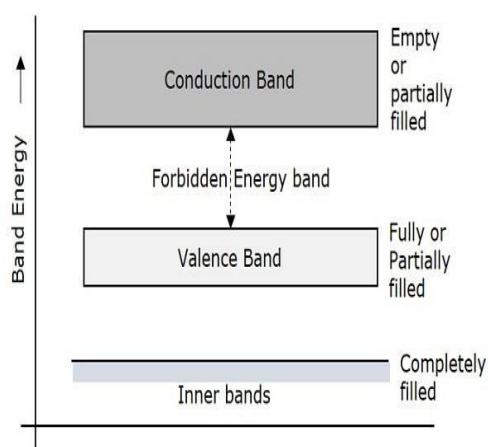 Empty
or
partially
filled
Conduction Band
Forbidden Energy band
Band Energy
Valence Band
Fully or
Partially
filled
Completely
filled
Inner bands